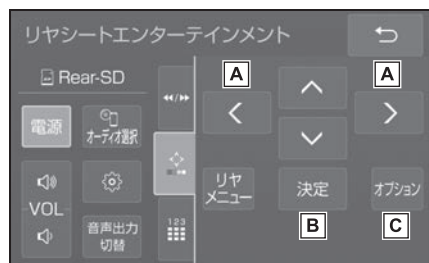 リヤシートエンターテインメント
Rear-SD
A
A
電源
オーディオ選択
VOL
音声出力
切替
123
リヤ
メニュー
決定
オプション
B
C